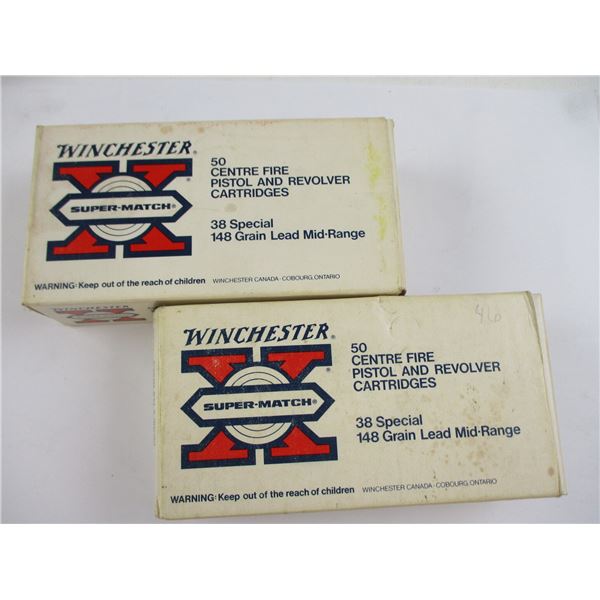 WINCHESTER®
SUPER-MATCH®
50
CENTRE FIRE
PISTOL AND REVOLVER
CARTRIDGES
38 Special
148 Grain Lead Mid-Range
WARNING: Keep out of the reach of children WINCHESTER CANADA - COBOURG, ONTARIO
WINCHESTER®
SUPER-MATCH®
46
50
CENTRE FIRE
PISTOL AND REVOLVER
CARTRIDGES
38 Special
148 Grain Lead Mid-Range
WARNING: Keep out of the reach of children WINCHESTER CANADA - COBOURG, ONTARIO